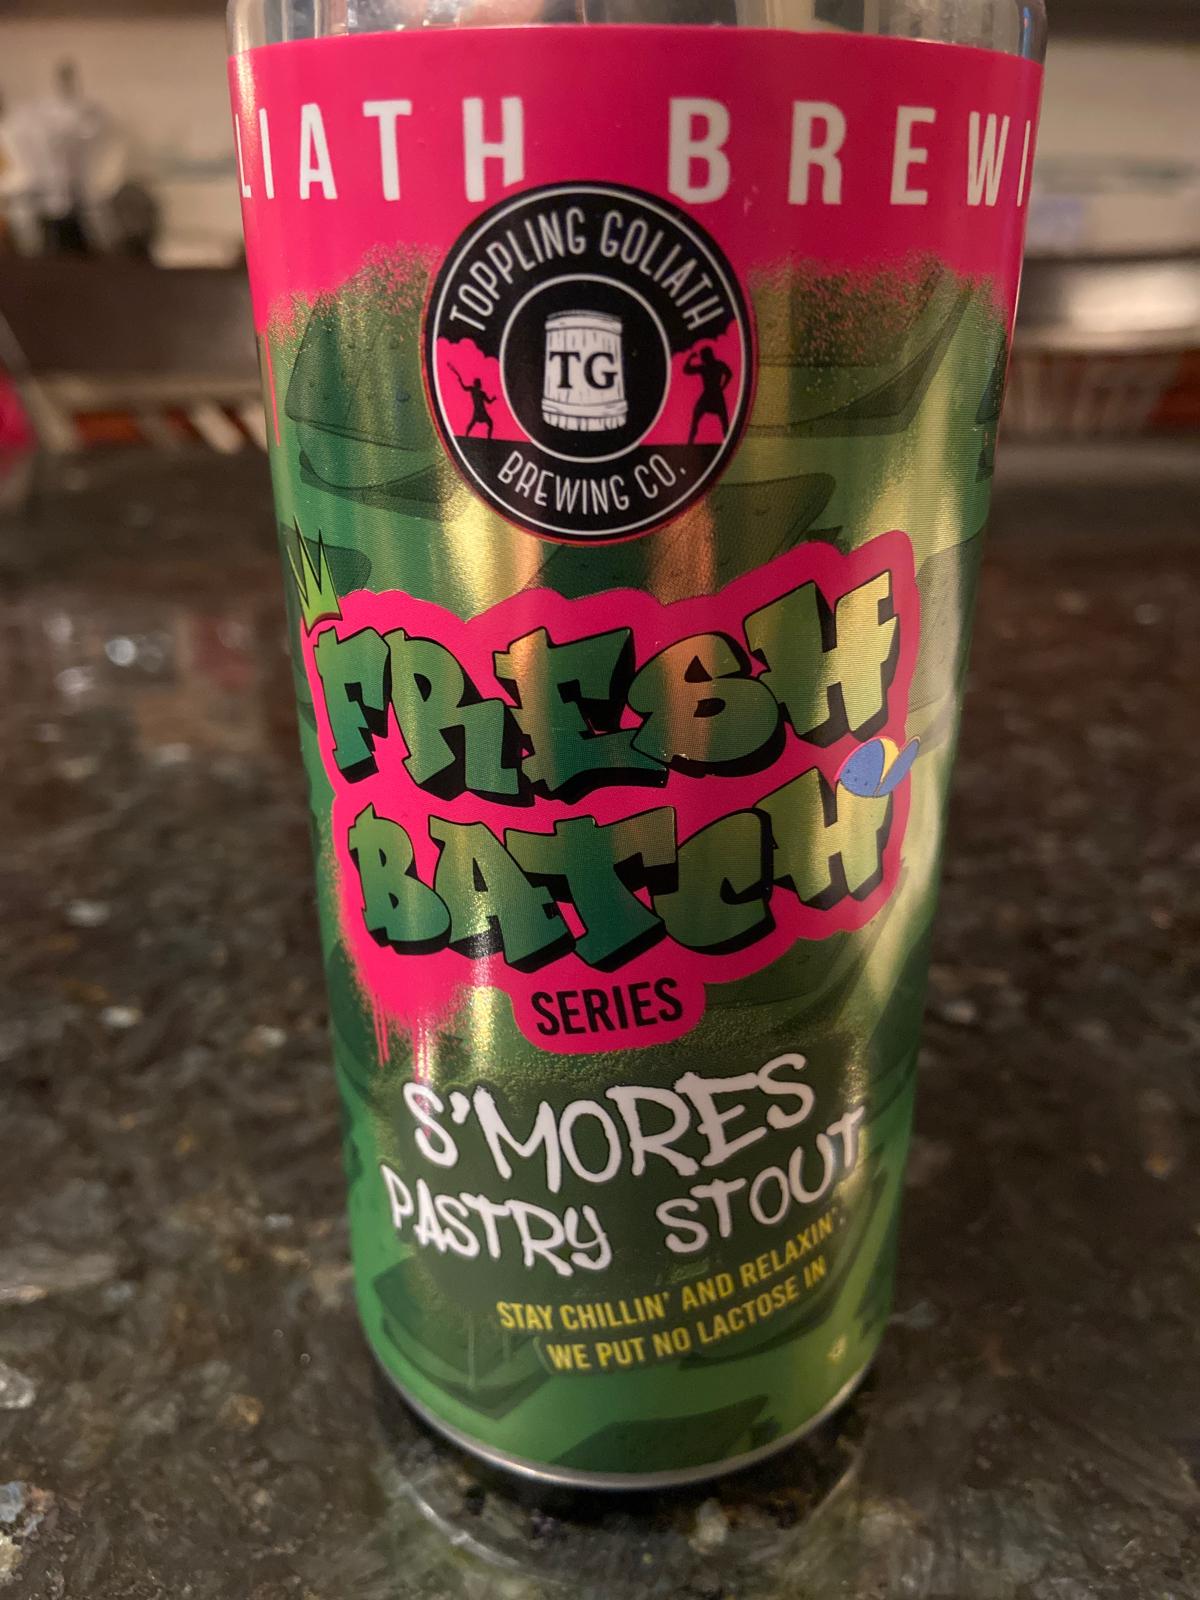 LIATH BREWI
TOPPLING GOLIATH
TG
BREWING CO.
FRESH
BATCH
SERIES
S'MORES
PASTRY STOUT
STAY CHILLIN' AND RELAXIN'.
WE PUT NO LACTOSE IN